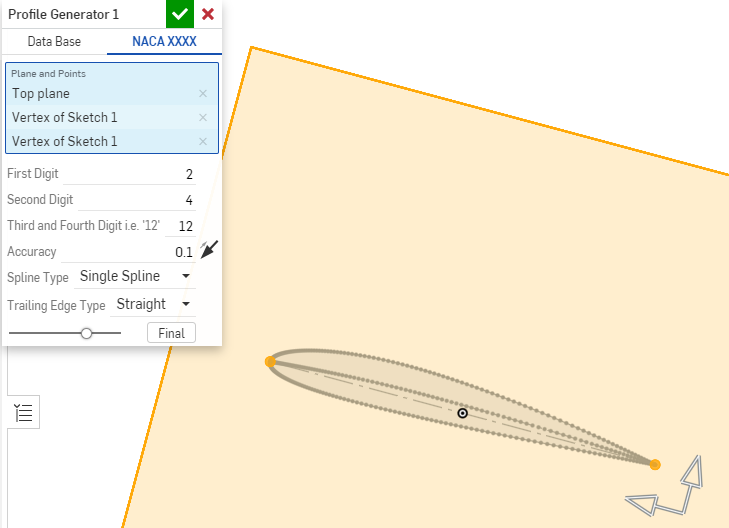 Profile Generator 1
Data Base NACA XXXX
Plane and Points
Top plane
Vertex of Sketch 1
Vertex of Sketch 1
First Digit 2
Second Digit 4
Third and Fourth Digit i.e. '12' 12
Accuracy 0.1
Spline Type Single Spline
Trailing Edge Type Straight
Final